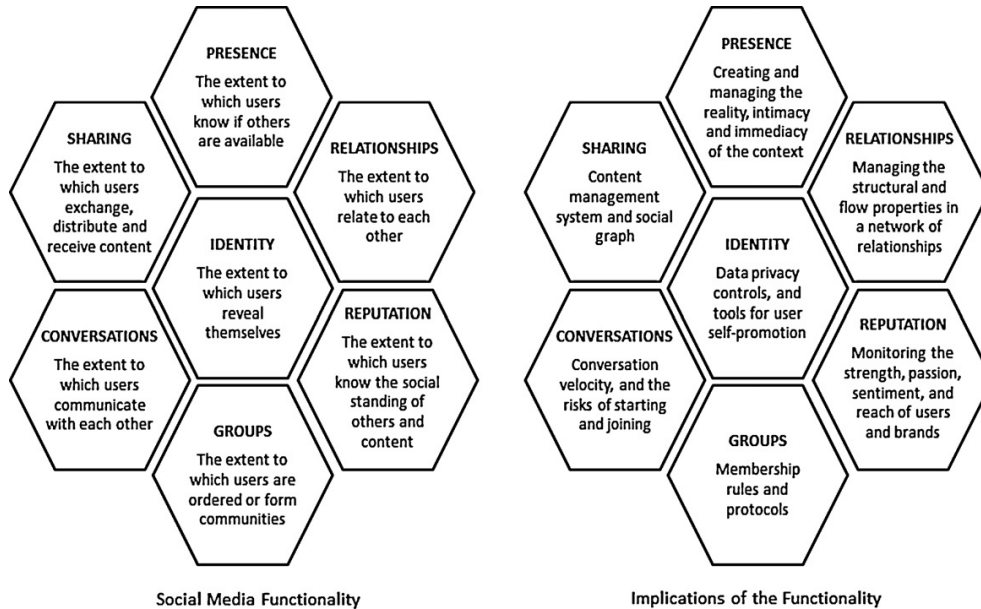 PRESENCE
The extent to
which users
know if others
are available
SHARING
The extent to
which users
exchange,
distribute and
receive content
RELATIONSHIPS
The extent to
which users
relate to each
other
IDENTITY
The extent to
which users
reveal
themselves
CONVERSATIONS
The extent to
which users
communicate
with each other
REPUTATION
The extent to
which users
know the social
standing of
others and
content
GROUPS
The extent to
which users are
ordered or form
communities
Social Media Functionality
PRESENCE
Creating and
managing the
reality, intimacy
and immediacy
of the context
SHARING
Content
management
system and social
graph
RELATIONSHIPS
Managing the
structural and
flow properties in
a network of
relationships
IDENTITY
Data privacy
controls, and
tools for user
self-promotion
CONVERSATIONS
Conversation
velocity, and the
risks of starting
and joining
REPUTATION
Monitoring the
strength, passion,
sentiment, and
reach of users
and brands
GROUPS
Membership
rules and
protocols
Implications of the Functionality